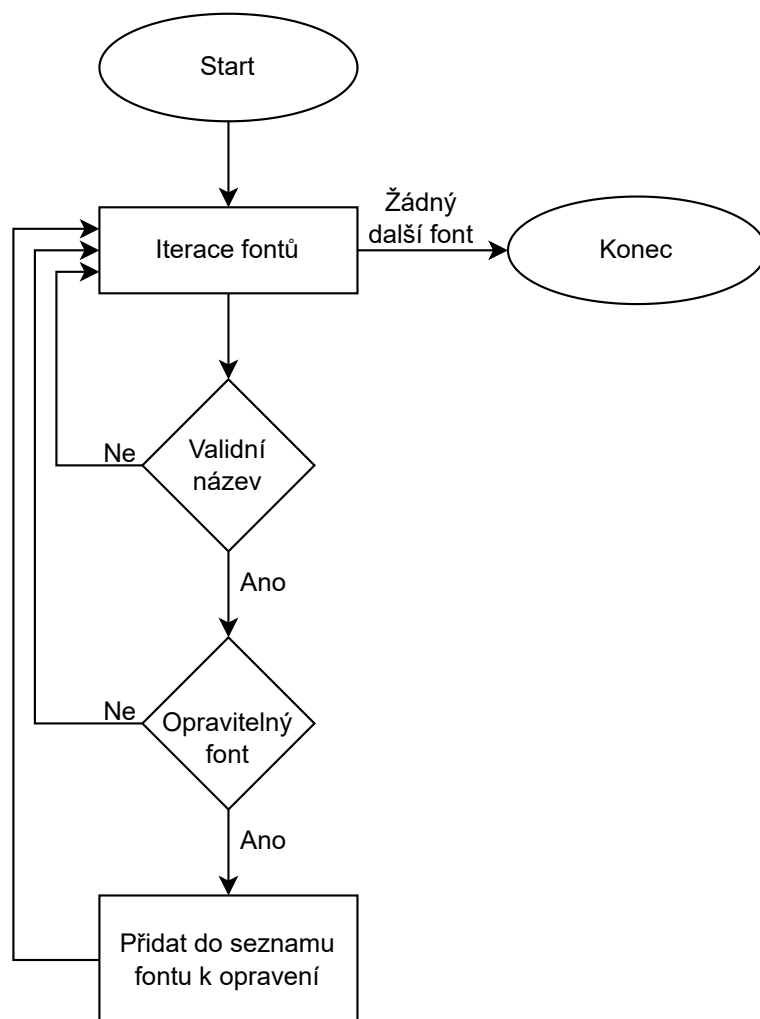 Start
Iterace fontů
Žádný
další font
Konec
Validní
název
Ne
Ano
Opravitelný
font
Ne
Ano
Přidat do seznamu
fontu k opravení